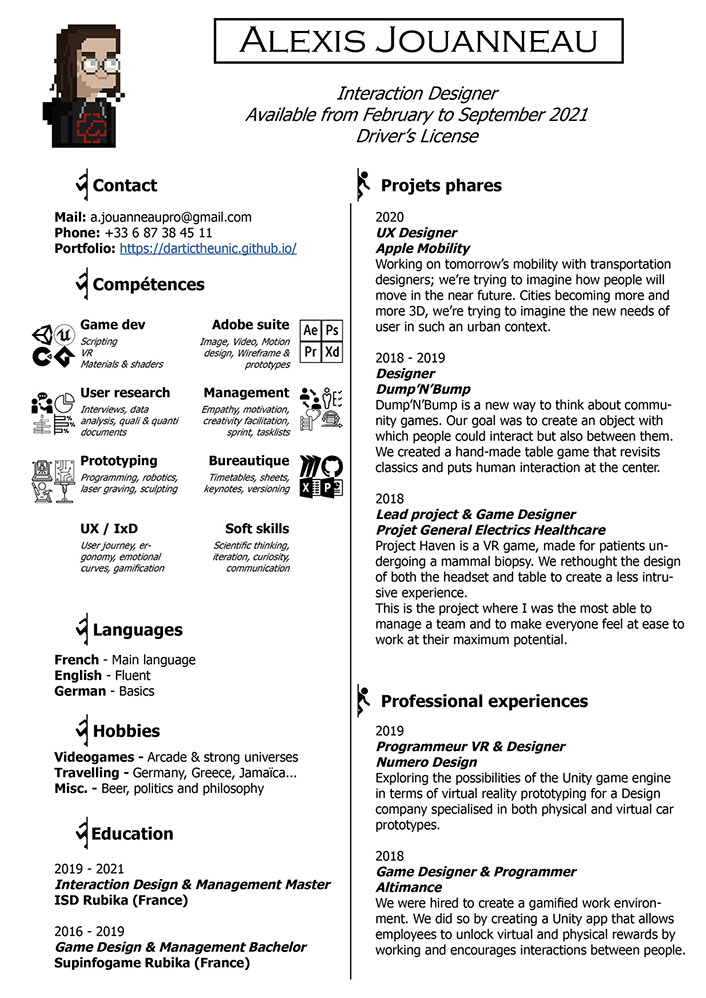 ALEXIS JOUANNEAU
Interaction Designer
Available from February to September 2021
Driver's License
Contact
Mail: a.jouanneaupro@gmail.com
Phone: +33 6 87 38 45 11
Portfolio: https://dartictheunic.github.io/
Compétences
Game dev
Scripting
VR
Materials & shaders
Adobe suite
Image, Video, Motion
design, Wireframe &
prototypes
Ae Ps
Pr Xd
User research
Interviews, data
analysis, quali & quanti
documents
Management
Empathy, motivation,
creativity facilitation,
sprint, tasklists
Prototyping
Programming, robotics,
laser graving, sculpting
Bureautique
Timetables, sheets,
keynotes, versioning
UX / IxD
User journey, er-
gonomy, emotional
curves, gamification
Soft skills
Scientific thinking,
iteration, curiosity,
communication
Languages
French - Main language
English - Fluent
German - Basics
Hobbies
Videogames - Arcade & strong universes
Travelling - Germany, Greece, Jamaïca...
Misc. - Beer, politics and philosophy
Education
2019 - 2021
Interaction Design & Management Master
ISD Rubika (France)
2016 - 2019
Game Design & Management Bachelor
Supinfogame Rubika (France)
Projets phares
2020
UX Designer
Apple Mobility
Working on tomorrow's mobility with transportation
designers; we're trying to imagine how people will
move in the near future. Cities becoming more and
more 3D, we're trying to imagine the new needs of
user in such an urban context.
2018 - 2019
Designer
Dump'N'Bump
Dump'N'Bump is a new way to think about commu-
nity games. Our goal was to create an object with
which people could interact but also between them.
We created a hand-made table game that revisits
classics and puts human interaction at the center.
2018
Lead project & Game Designer
Projet General Electrics Healthcare
Project Haven is a VR game, made for patients un-
dergoing a mammal biopsy. We rethought the design
of both the headset and table to create a less intru-
sive experience.
This is the project where I was the most able to
manage a team and to make everyone feel at ease to
work at their maximum potential.
Professional experiences
2019
Programmeur VR & Designer
Numero Design
Exploring the possibilities of the Unity game engine
in terms of virtual reality prototyping for a Design
company specialised in both physical and virtual car
prototypes.
2018
Game Designer & Programmer
Altimance
We were hired to create a gamified work environ-
ment. We did so by creating a Unity app that allows
employees to unlock virtual and physical rewards by
working and encourages interactions between people.